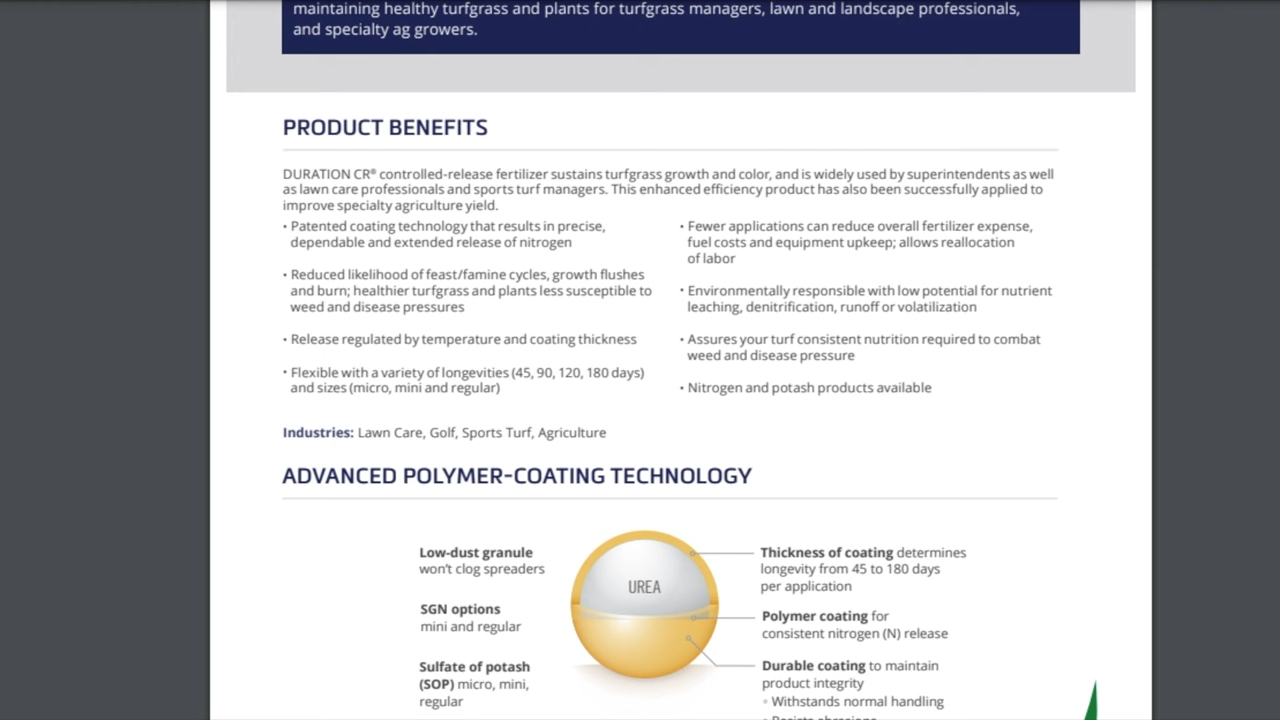 maintaining healthy turfgrass and plants for turfgrass managers, lawn and landscape professionals,
and specialty ag growers.
PRODUCT BENEFITS
DURATION CR® controlled-release fertilizer sustains turfgrass growth and color, and is widely used by superintendents as well
as lawn care professionals and sports turf managers. This enhanced efficiency product has also been successfully applied to
improve specialty agriculture yield.
• Patented coating technology that results in precise,
dependable and extended release of nitrogen
• Reduced likelihood of feast/famine cycles, growth flushes
and burn; healthier turfgrass and plants less susceptible to
weed and disease pressures
• Release regulated by temperature and coating thickness
• Flexible with a variety of longevities (45, 90, 120, 180 days)
and sizes (micro, mini and regular)
• Fewer applications can reduce overall fertilizer expense,
fuel costs and equipment upkeep; allows reallocation
of labor
• Environmentally responsible with low potential for nutrient
leaching, denitrification, runoff or volatilization
• Assures your turf consistent nutrition required to combat
weed and disease pressure
• Nitrogen and potash products available
Industries: Lawn Care, Golf, Sports Turf, Agriculture
ADVANCED POLYMER-COATING TECHNOLOGY
Low-dust granule
won't clog spreaders
SGN options
mini and regular
Sulfate of potash
(SOP) micro, mini,
regular
UREA
Thickness of coating determines
longevity from 45 to 180 days
per application
Polymer coating for
consistent nitrogen (N) release
Durable coating to maintain
product integrity
◦ Withstands normal handling
◦ Resists abrasions